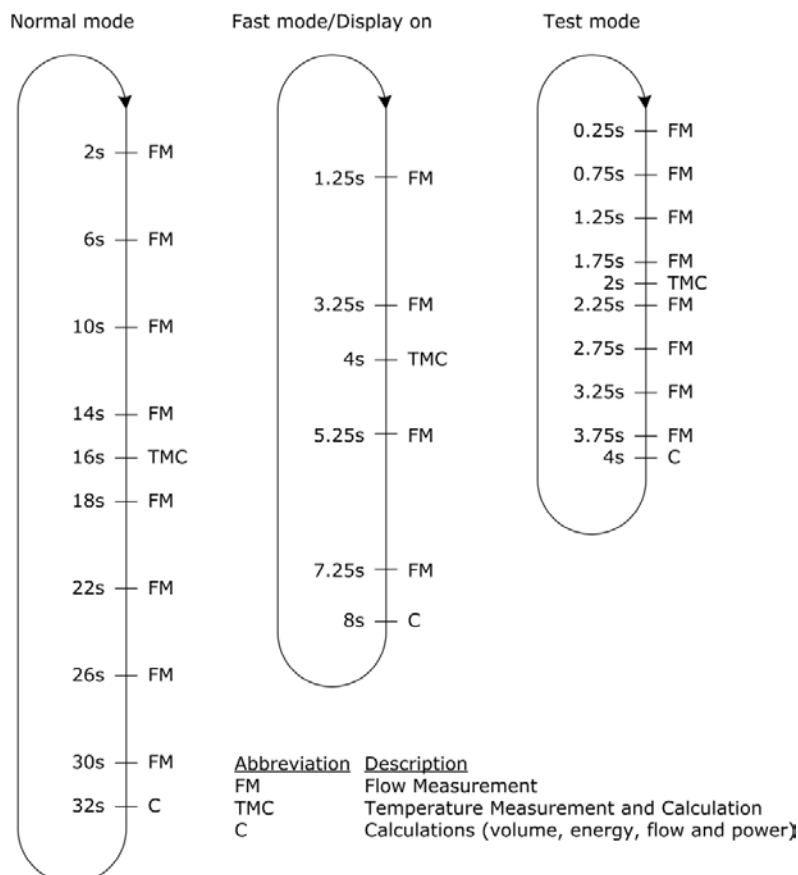 Normal mode
2s FM
6s FM
10s FM
14s FM
16s TMC
18s FM
22s FM
26s FM
30s FM
32s C
Fast mode/Display on
1.25s FM
3.25s FM
4s TMC
5.25s FM
7.25s FM
8s C
Test mode
0.25s FM
0.75s FM
1.25s FM
1.75s FM
2s TMC
2.25s FM
2.75s FM
3.25s FM
3.75s FM
4s C
Abbreviation Description
FM Flow Measurement
TMC Temperature Measurement and Calculation
C Calculations (volume, energy, flow and power)